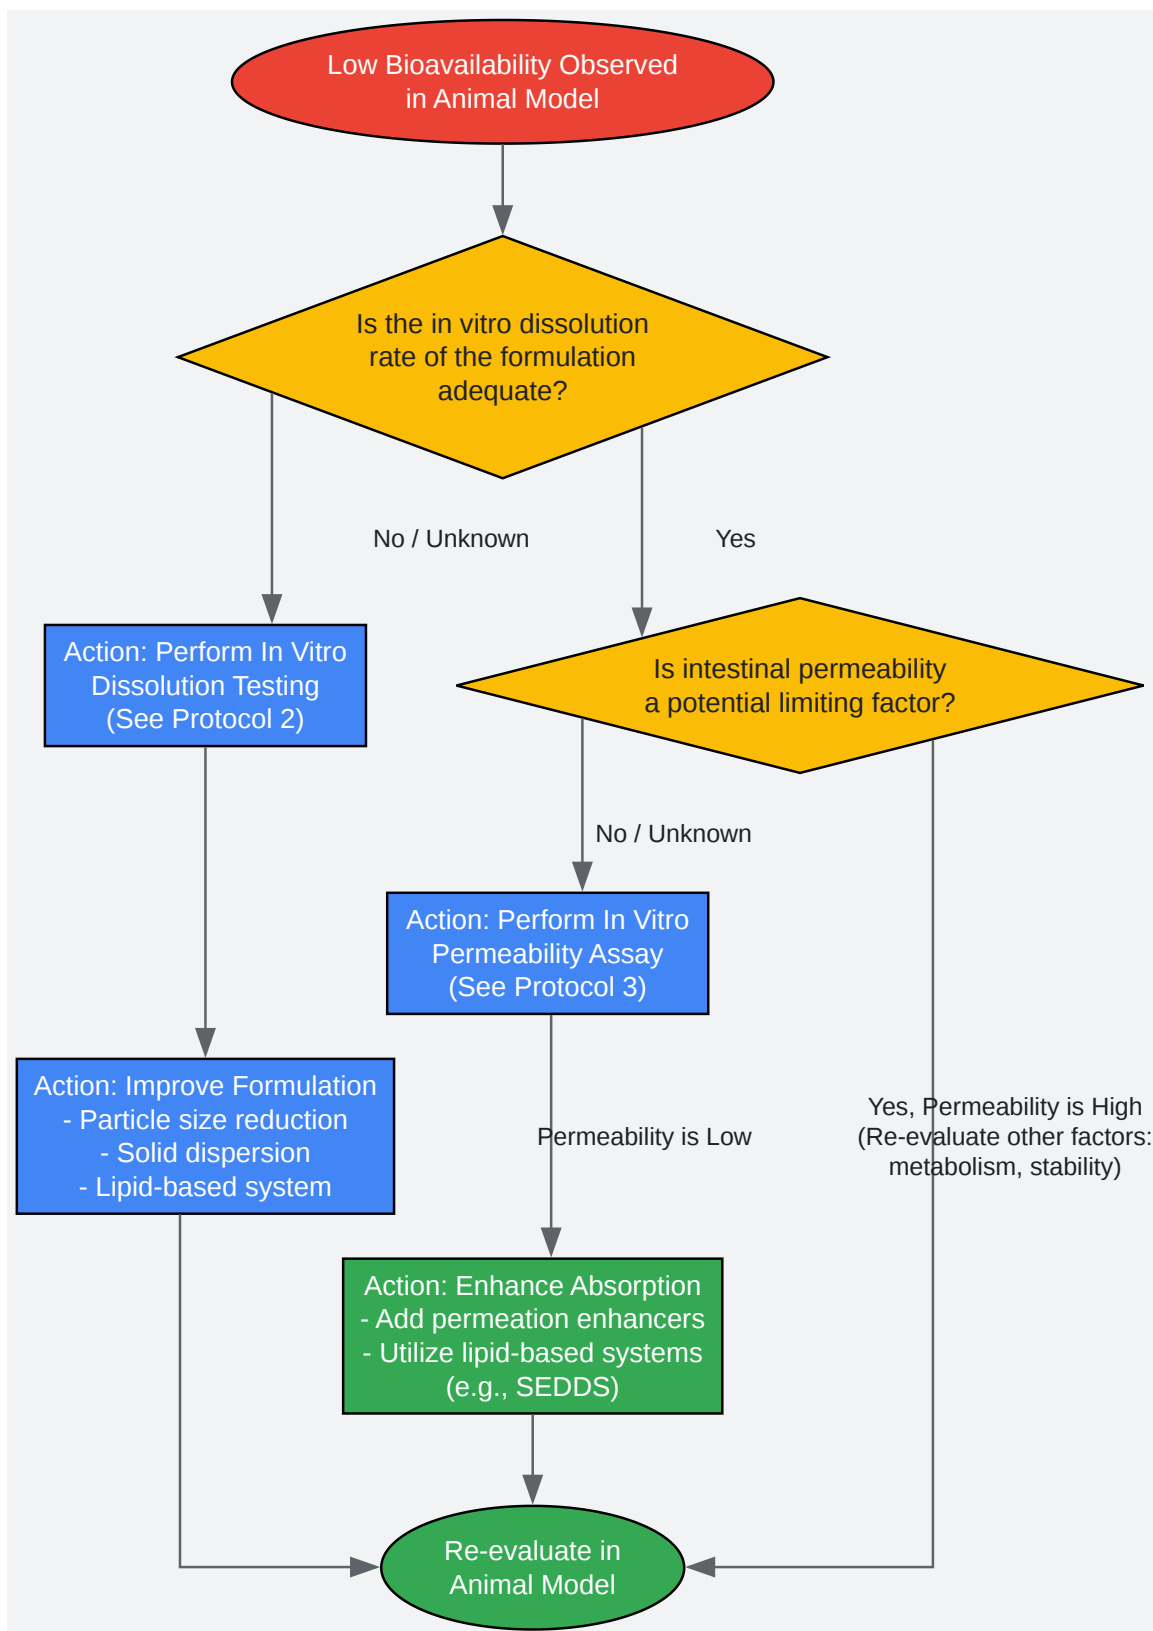 Low Bioavailability Observed
in Animal Model
Is the in vitro dissolution
rate of the formulation
adequate?
No / Unknown
Yes
Action: Perform In Vitro
Dissolution Testing
(See Protocol 2)
Is intestinal permeability
a potential limiting factor?
No / Unknown
Action: Perform In Vitro
Permeability Assay
(See Protocol 3)
Action: Improve Formulation
- Particle size reduction
- Solid dispersion
- Lipid-based system
Permeability is Low
Yes, Permeability is High
(Re-evaluate other factors:
metabolism, stability)
Action: Enhance Absorption
- Add permeation enhancers
- Utilize lipid-based systems
(e.g., SEDDS)
Re-evaluate in
Animal Model